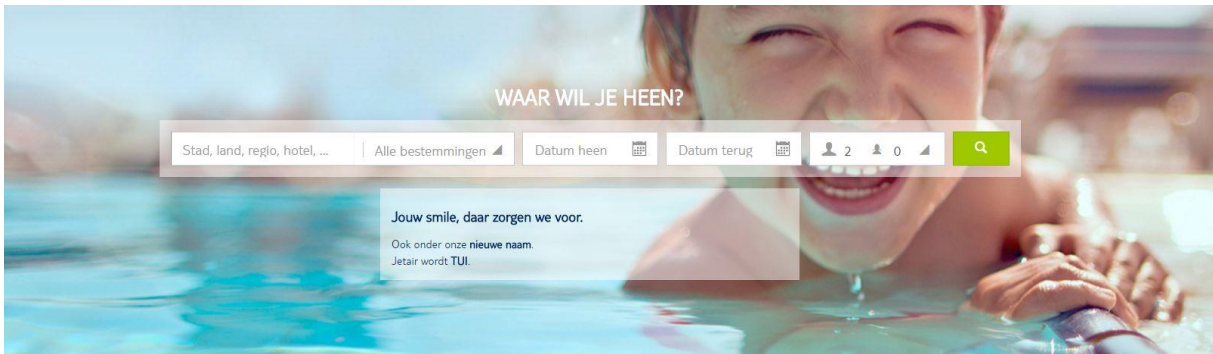 WAAR WIL JE HEEN?
Stad, land, regio, hotel, ... Alle bestemmingen Datum heen Datum terug 2 0
Jouw smile, daar zorgen we voor.
Ook onder onze nieuwe naam.
Jetair wordt TUI.